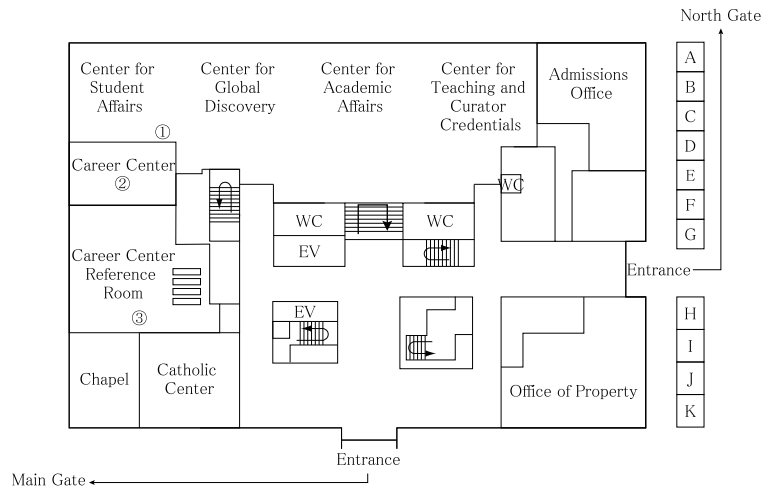 North Gate
Center for
Student
Affairs
①
Center for
Global
Discovery
Center for
Academic
Affairs
Center for
Teaching and
Curator
Credentials
Admissions
Office
A
B
C
D
E
F
G
Career Center
②
WC
WC
WC
EV
Career Center
Reference
Room
③
Entrance
EV
H
I
J
K
Chapel
Catholic
Center
Office of Property
Entrance
Main Gate